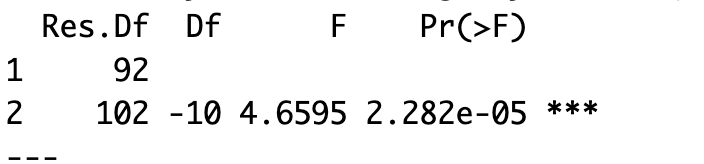 Res.Df Df F Pr(>F)
1 92
2 102 -10 4.6595 2.282e-05 ***
---